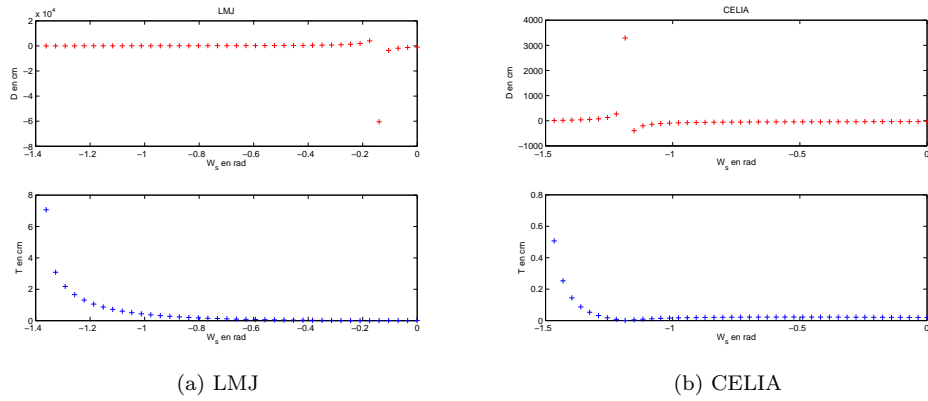 LMJ
x 10⁴
2
0
−2
−4
−6
−8
D en cm
−1.4 −1.2 −1 −0.8 −0.6 −0.4 −0.2 0
W_s en rad
8
6
4
2
0
T en cm
−1.4 −1.2 −1 −0.8 −0.6 −0.4 −0.2 0
W_s en rad
(a) LMJ
CELIA
4000
3000
2000
1000
0
−1000
D en cm
−1.5 −1 −0.5 0
W_s en rad
0.8
0.6
0.4
0.2
0
T en cm
−1.5 −1 −0.5 0
W_s en rad
(b) CELIA